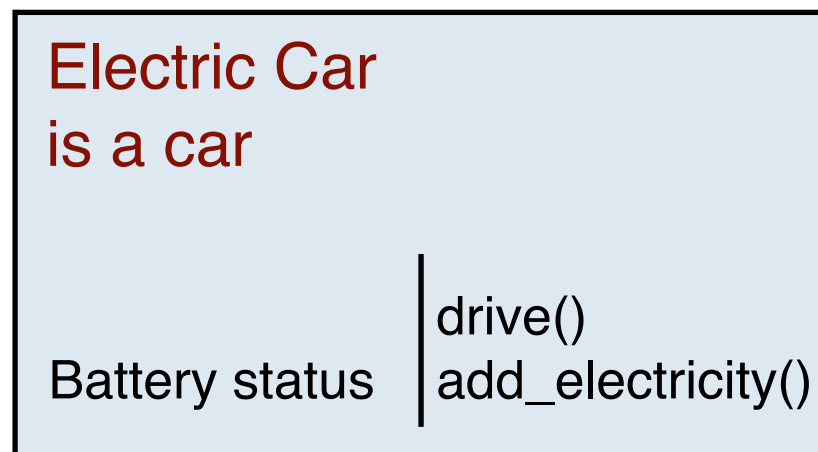 Electric Car
is a car
drive()
Battery status add_electricity()